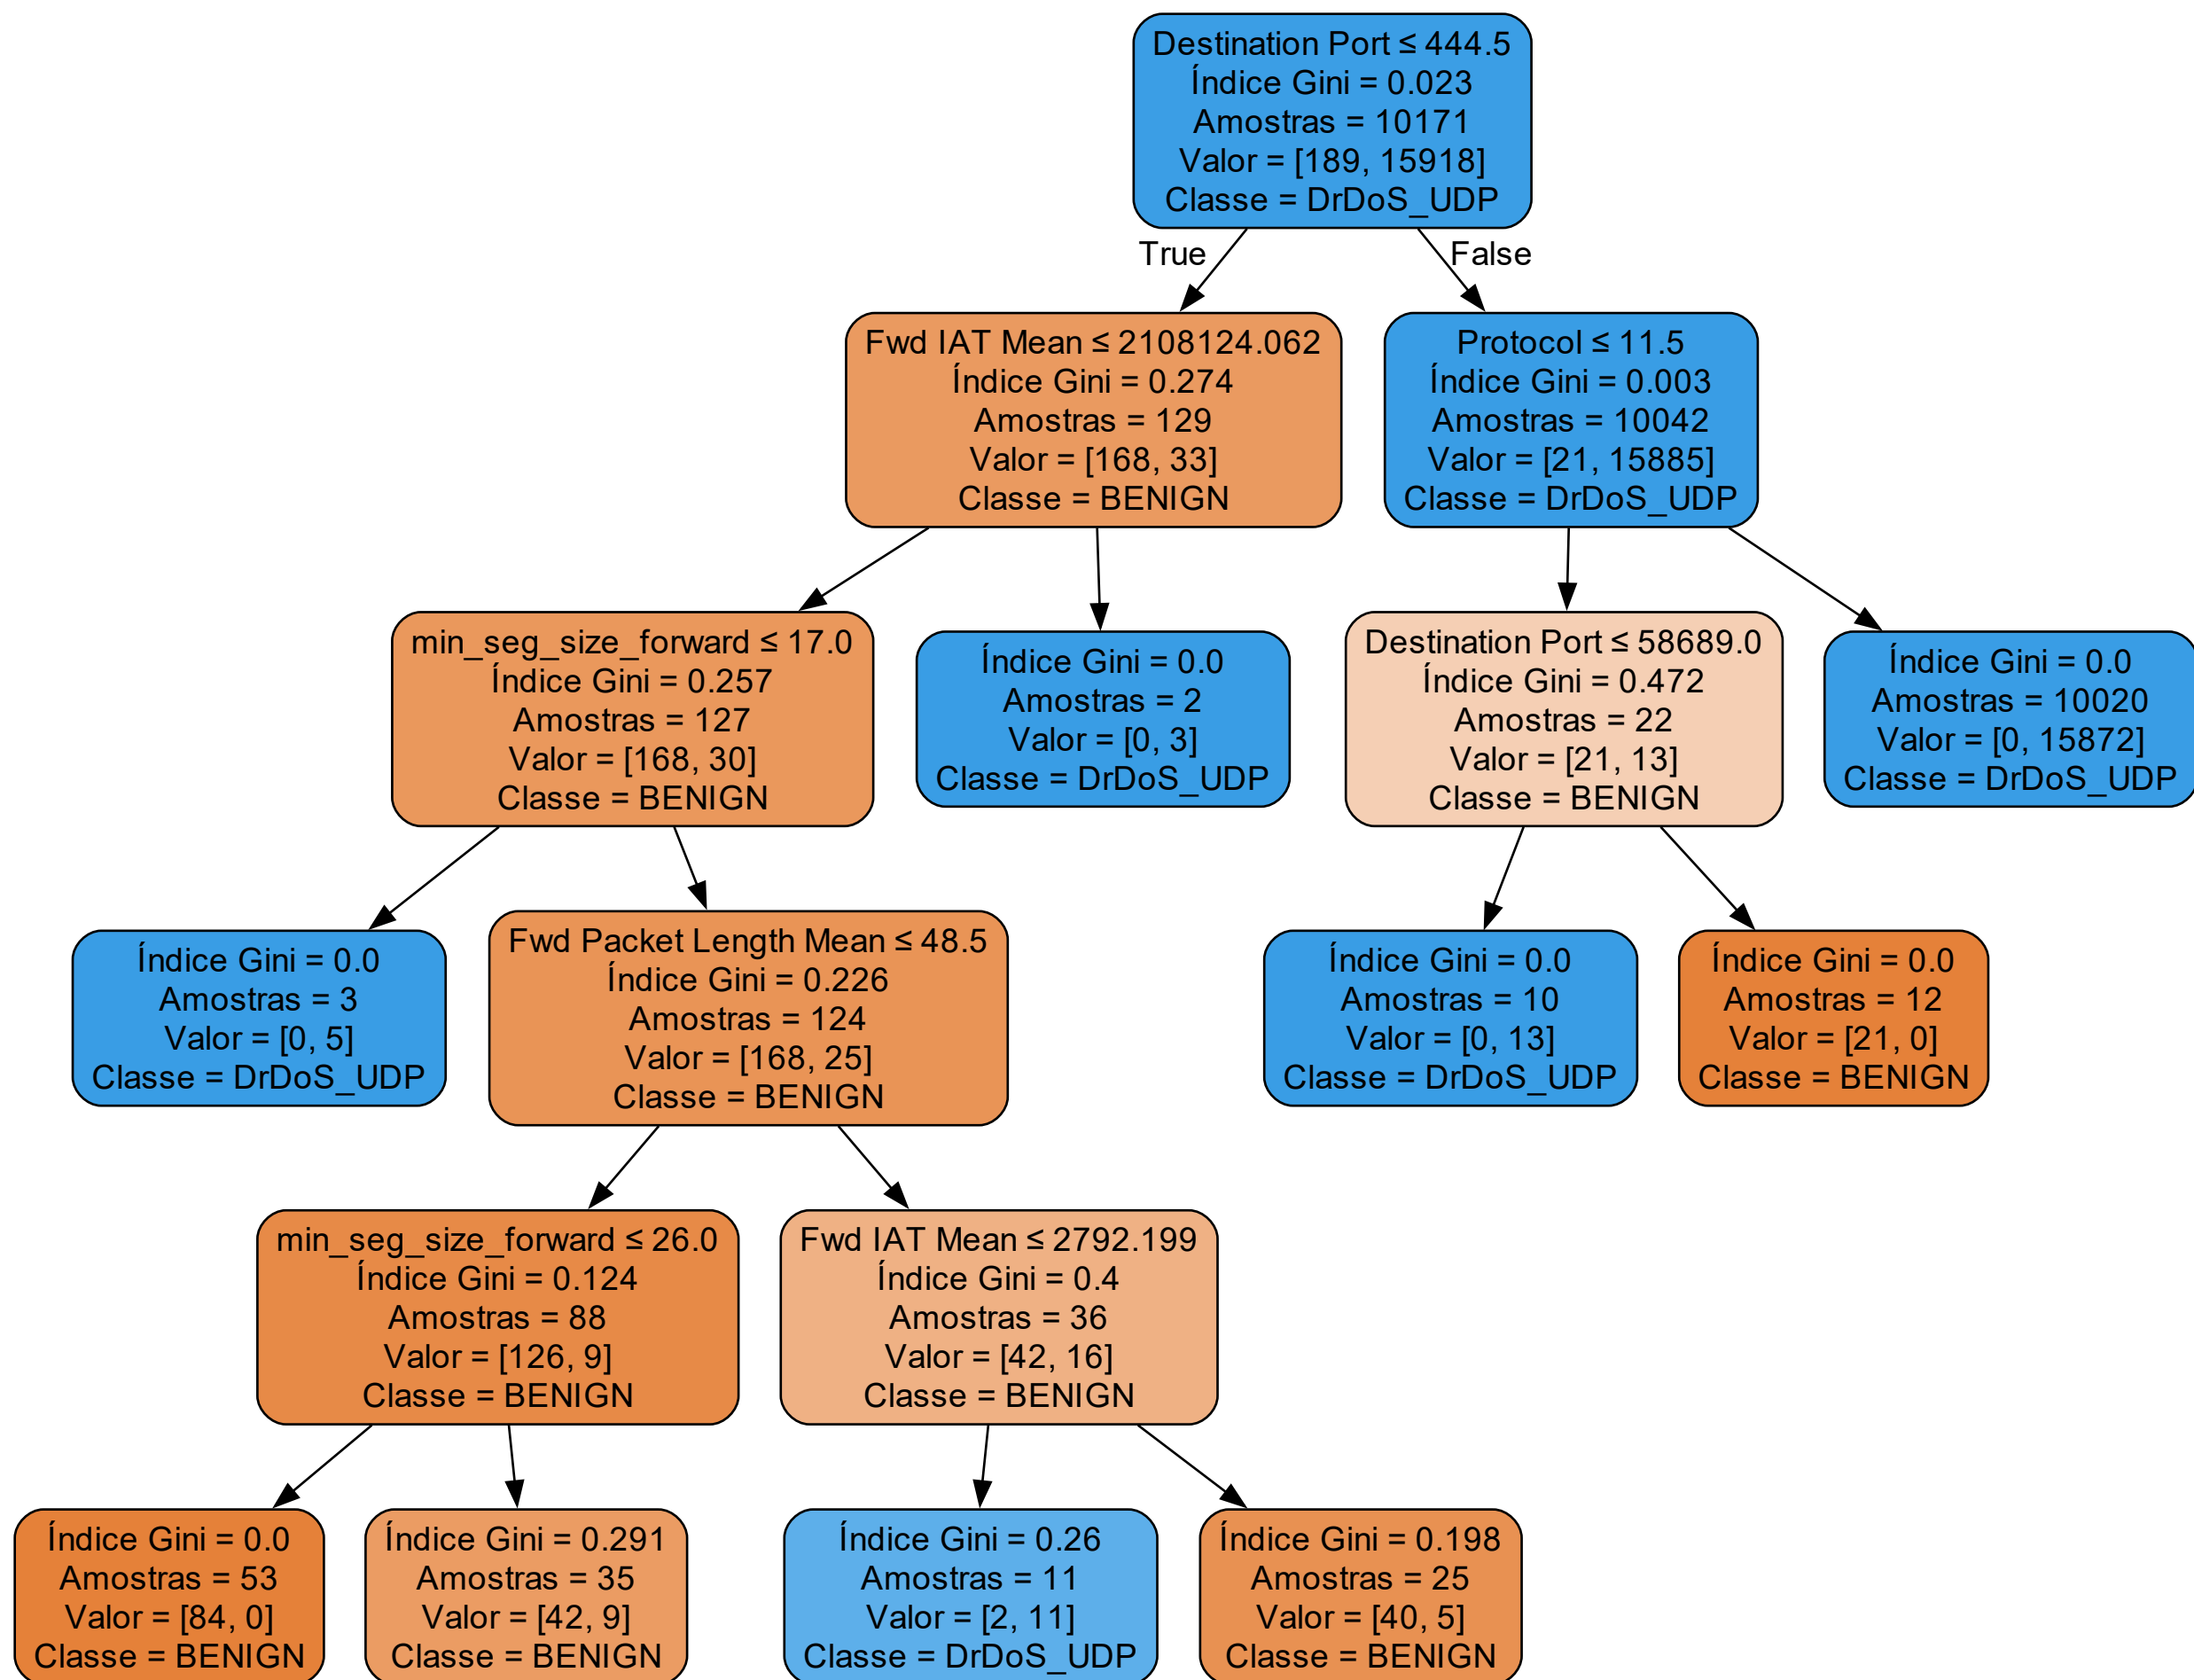 Destination Port ≤ 444.5
Índice Gini = 0.023
Amostras = 10171
Valor = [189, 15918]
Classe = DrDoS_UDP
True
False
Fwd IAT Mean ≤ 2108124.062
Índice Gini = 0.274
Amostras = 129
Valor = [168, 33]
Classe = BENIGN
Protocol ≤ 11.5
Índice Gini = 0.003
Amostras = 10042
Valor = [21, 15885]
Classe = DrDoS_UDP
min_seg_size_forward ≤ 17.0
Índice Gini = 0.257
Amostras = 127
Valor = [168, 30]
Classe = BENIGN
Índice Gini = 0.0
Amostras = 2
Valor = [0, 3]
Classe = DrDoS_UDP
Destination Port ≤ 58689.0
Índice Gini = 0.472
Amostras = 22
Valor = [21, 13]
Classe = BENIGN
Índice Gini = 0.0
Amostras = 10020
Valor = [0, 15872]
Classe = DrDoS_UDP
Índice Gini = 0.0
Amostras = 3
Valor = [0, 5]
Classe = DrDoS_UDP
Fwd Packet Length Mean ≤ 48.5
Índice Gini = 0.226
Amostras = 124
Valor = [168, 25]
Classe = BENIGN
Índice Gini = 0.0
Amostras = 10
Valor = [0, 13]
Classe = DrDoS_UDP
Índice Gini = 0.0
Amostras = 12
Valor = [21, 0]
Classe = BENIGN
min_seg_size_forward ≤ 26.0
Índice Gini = 0.124
Amostras = 88
Valor = [126, 9]
Classe = BENIGN
Fwd IAT Mean ≤ 2792.199
Índice Gini = 0.4
Amostras = 36
Valor = [42, 16]
Classe = BENIGN
Índice Gini = 0.0
Amostras = 53
Valor = [84, 0]
Classe = BENIGN
Índice Gini = 0.291
Amostras = 35
Valor = [42, 9]
Classe = BENIGN
Índice Gini = 0.26
Amostras = 11
Valor = [2, 11]
Classe = DrDoS_UDP
Índice Gini = 0.198
Amostras = 25
Valor = [40, 5]
Classe = BENIGN